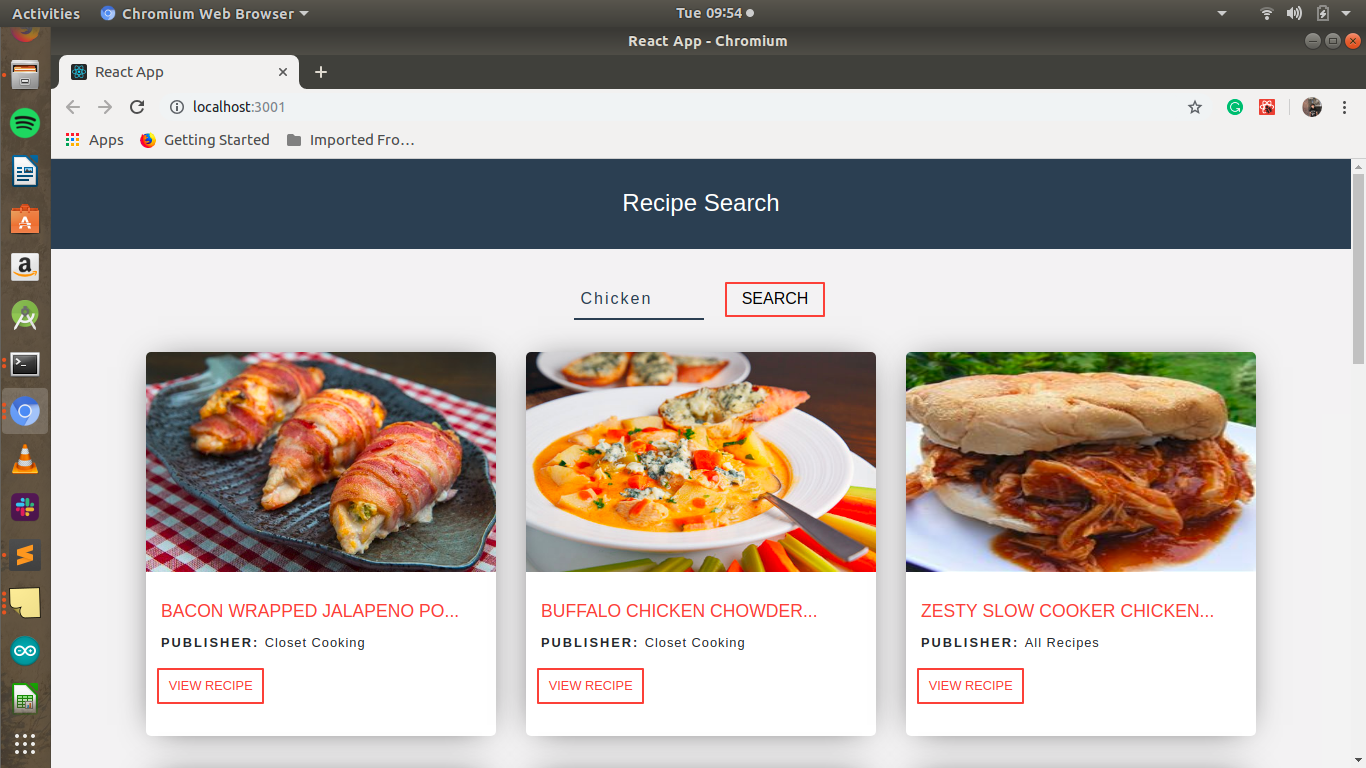 Activities Chromium Web Browser Tue 09:54
React App - Chromium
React App
localhost:3001
Apps Getting Started Imported Fro…
Recipe Search
Chicken SEARCH
BACON WRAPPED JALAPENO PO...
PUBLISHER: Closet Cooking
VIEW RECIPE
BUFFALO CHICKEN CHOWDER...
PUBLISHER: Closet Cooking
VIEW RECIPE
ZESTY SLOW COOKER CHICKEN...
PUBLISHER: All Recipes
VIEW RECIPE